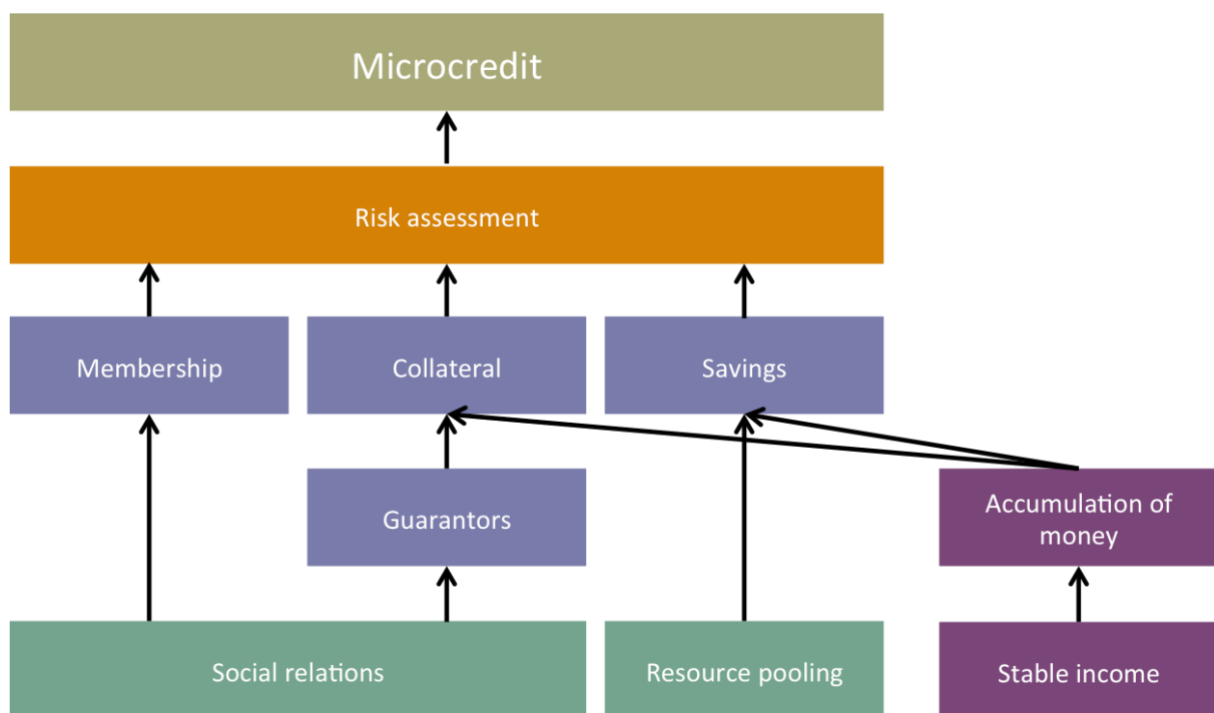 Microcredit
Risk assessment
Membership
Collateral
Savings
Guarantors
Accumulation of
money
Social relations
Resource pooling
Stable income